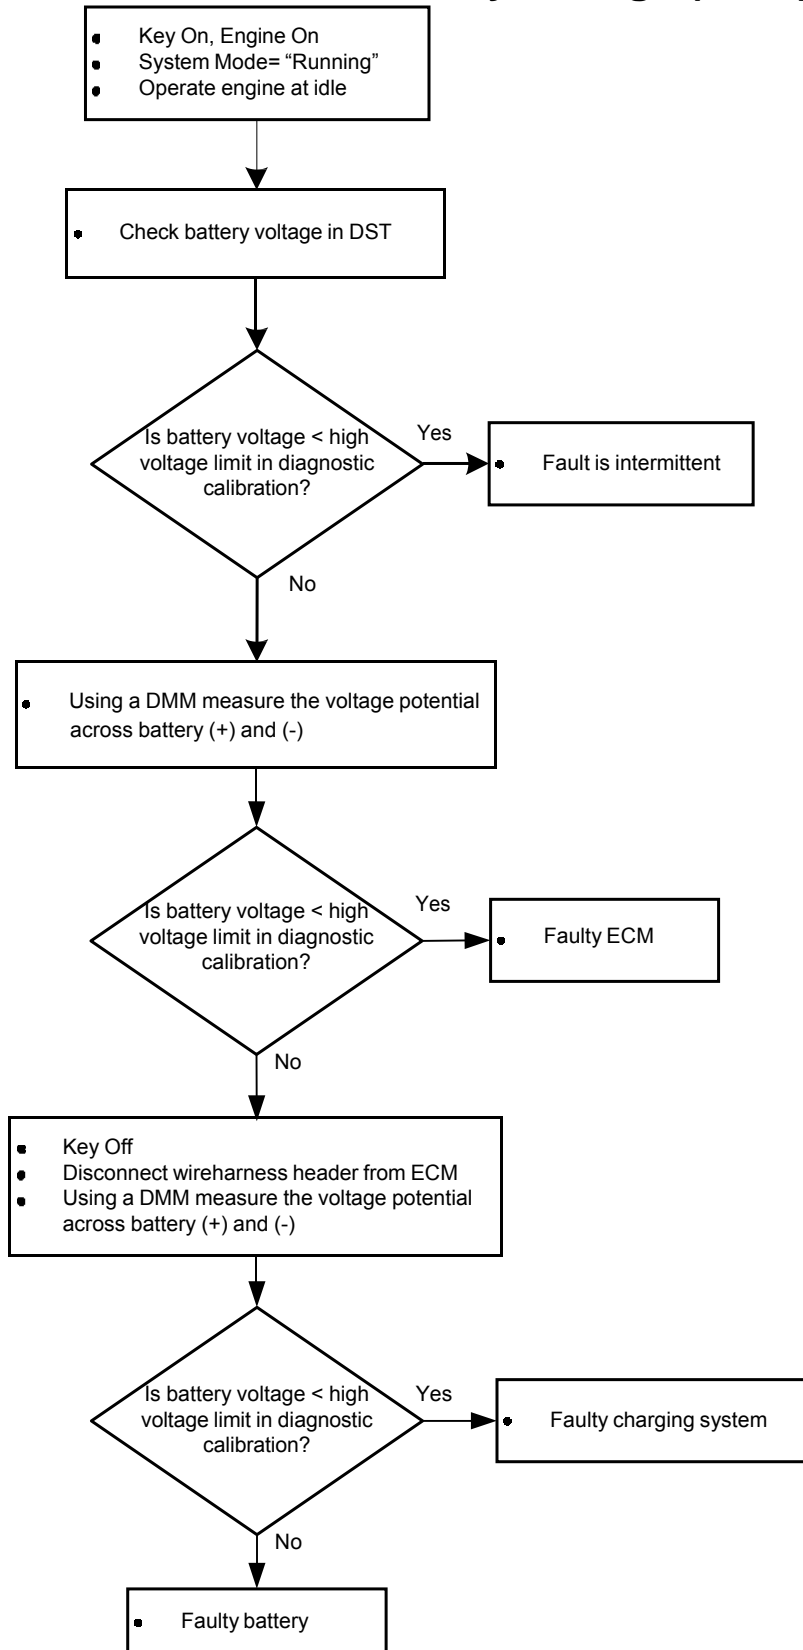 • Key On, Engine On
• System Mode= “Running”
• Operate engine at idle
• Check battery voltage in DST
Is battery voltage < high
voltage limit in diagnostic
calibration?
Yes
• Fault is intermittent
No
• Using a DMM measure the voltage potential
across battery (+) and (-)
Is battery voltage < high
voltage limit in diagnostic
calibration?
Yes
• Faulty ECM
No
• Key Off
• Disconnect wireharness header from ECM
• Using a DMM measure the voltage potential
across battery (+) and (-)
Is battery voltage < high
voltage limit in diagnostic
calibration?
Yes
• Faulty charging system
No
• Faulty battery